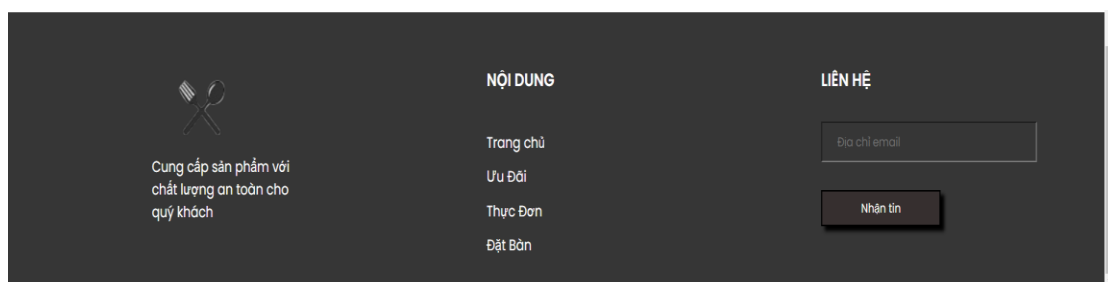 Cung cấp sản phẩm với
chất lượng an toàn cho
quý khách
NỘI DUNG
Trang chủ
Ưu Đãi
Thực Đơn
Đặt Bàn
LIÊN HỆ
Địa chỉ email
Nhận tin